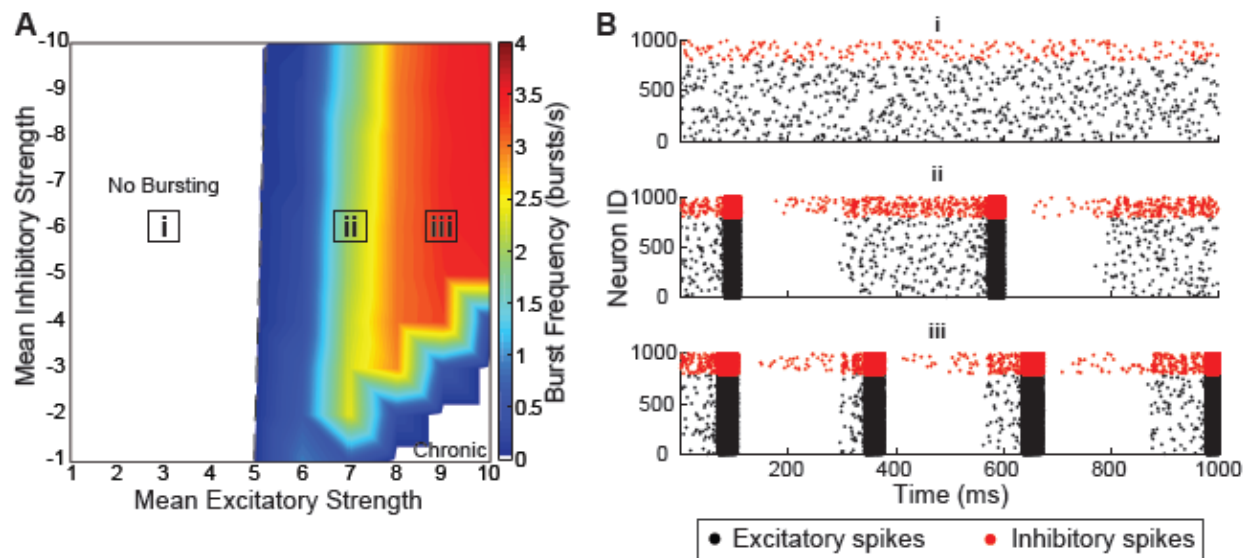 A
Mean Inhibitory Strength
-10
-9
-8
-7
-6
-5
-4
-3
-2
-1
No Bursting
i
ii
iii
Chronic
1 2 3 4 5 6 7 8 9 10
Mean Excitatory Strength
4
3.5
3
2.5
2
1.5
1
0.5
0
Burst Frequency (bursts/s)
B
Neuron ID
i
1000
500
0
ii
1000
500
0
iii
1000
500
0
200 400 600 800 1000
Time (ms)
Excitatory spikes Inhibitory spikes